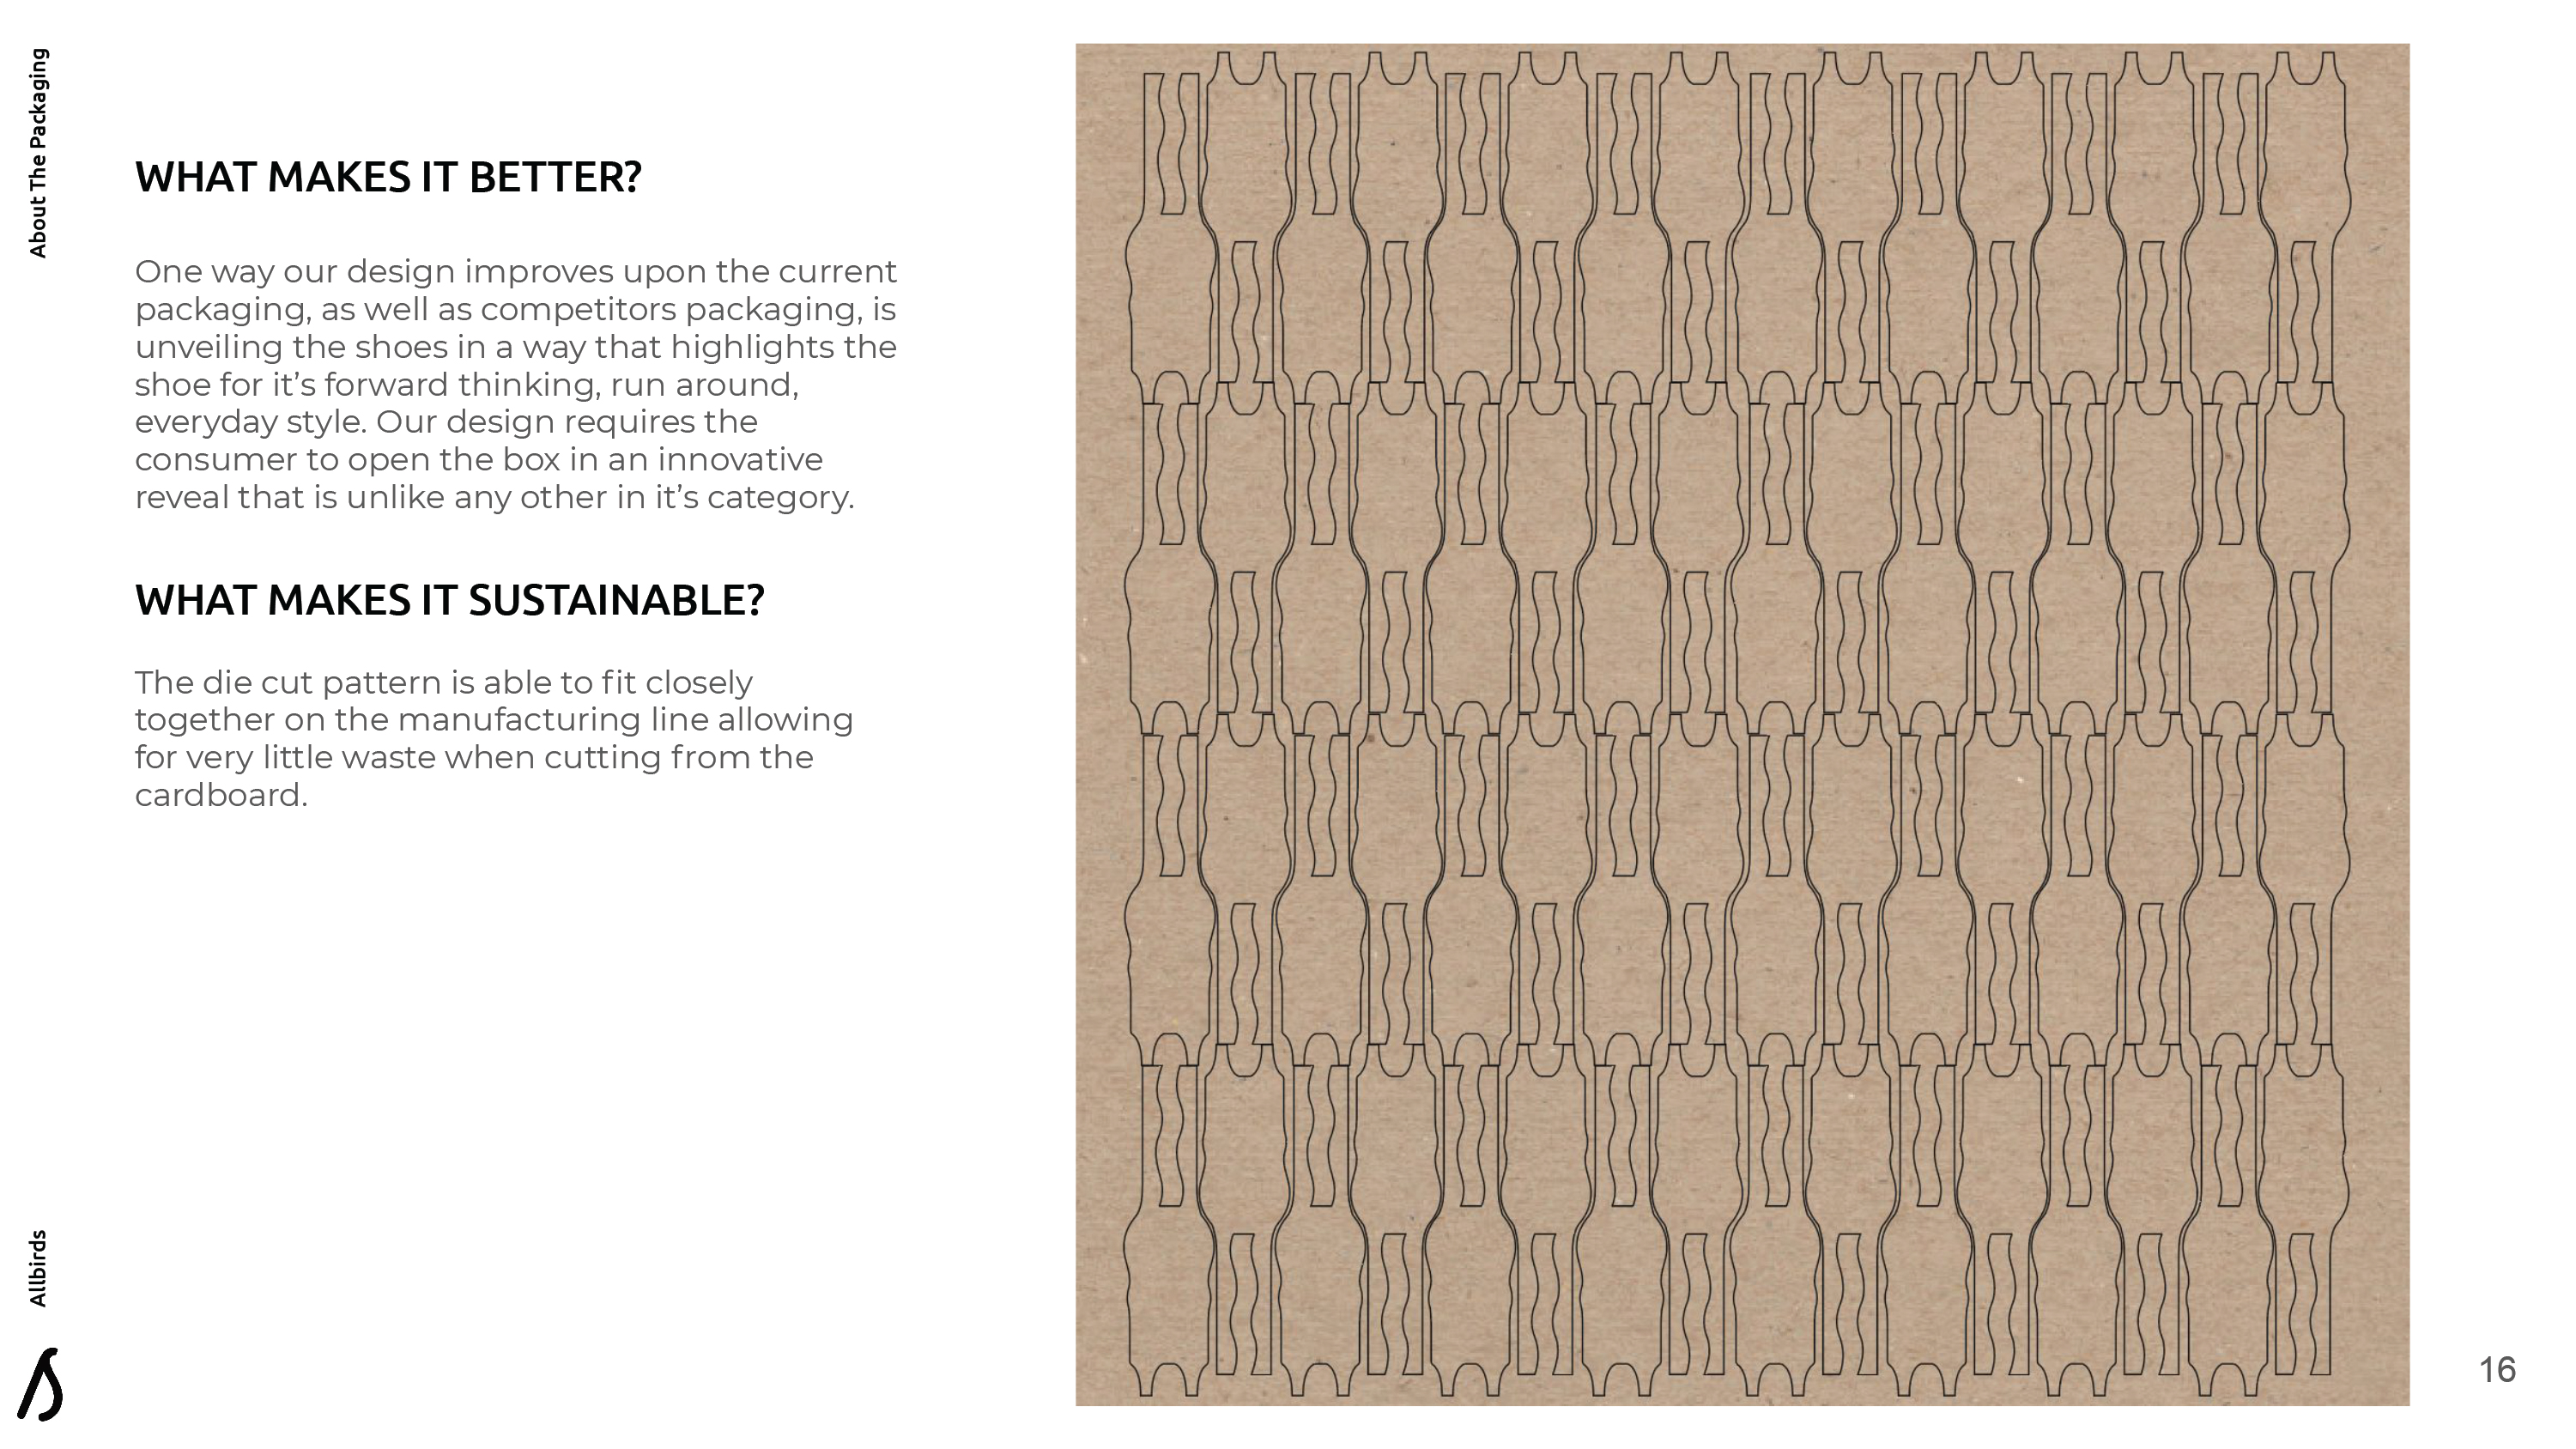 About The Packaging
WHAT MAKES IT BETTER?
One way our design improves upon the current
packaging, as well as competitors packaging, is
unveiling the shoes in a way that highlights the
shoe for it’s forward thinking, run around,
everyday style. Our design requires the
consumer to open the box in an innovative
reveal that is unlike any other in it’s category.
WHAT MAKES IT SUSTAINABLE?
The die cut pattern is able to fit closely
together on the manufacturing line allowing
for very little waste when cutting from the
cardboard.
Allbirds
16